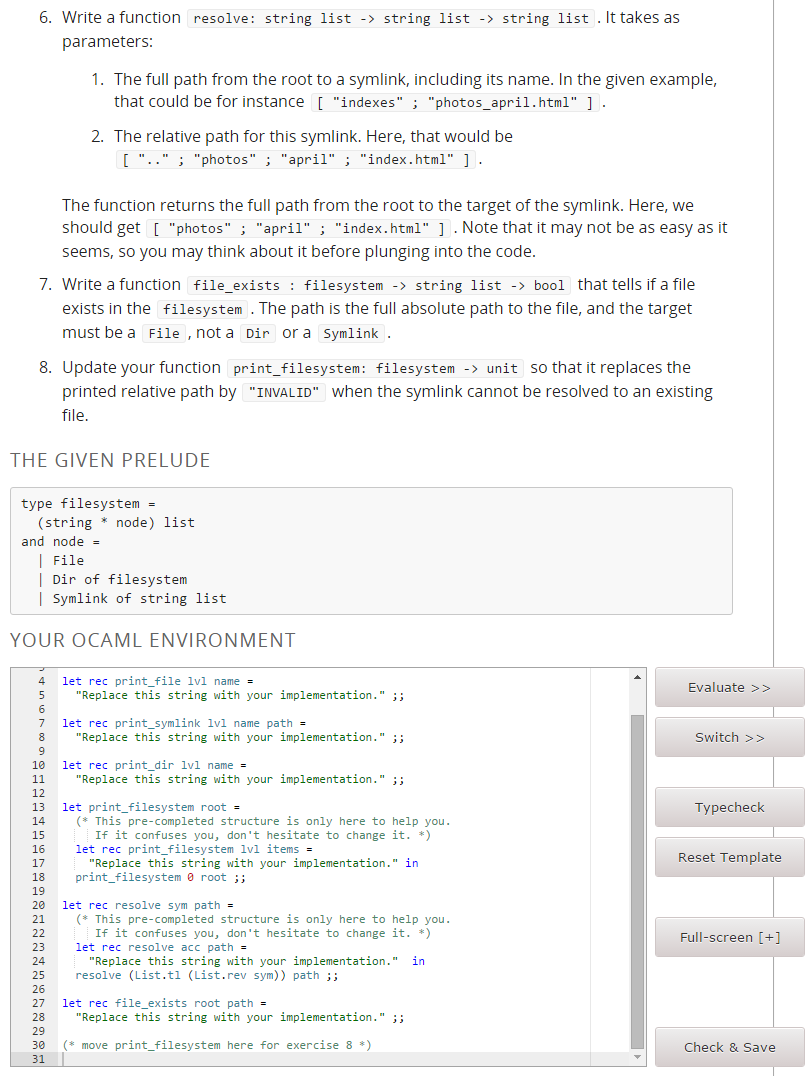 6. Write a function resolve: string list -> string list -> string list . It takes as
parameters:
1. The full path from the root to a symlink, including its name. In the given example,
that could be for instance [ "indexes" ; "photos_april.html" ] .
2. The relative path for this symlink. Here, that would be
[ ".." ; "photos" ; "april" ; "index.html" ] .
The function returns the full path from the root to the target of the symlink. Here, we
should get [ "photos" ; "april" ; "index.html" ] . Note that it may not be as easy as it
seems, so you may think about it before plunging into the code.
7. Write a function file_exists : filesystem -> string list -> bool that tells if a file
exists in the filesystem . The path is the full absolute path to the file, and the target
must be a File , not a Dir or a Symlink .
8. Update your function print_filesystem: filesystem -> unit so that it replaces the
printed relative path by "INVALID" when the symlink cannot be resolved to an existing
file.
THE GIVEN PRELUDE
type filesystem =
(string * node) list
and node =
| File
| Dir of filesystem
| Symlink of string list
YOUR OCAML ENVIRONMENT
4 let rec print_file lvl name =
5 "Replace this string with your implementation." ;;
6
7 let rec print_symlink lvl name path =
8 "Replace this string with your implementation." ;;
9
10 let rec print_dir lvl name =
11 "Replace this string with your implementation." ;;
12
13 let print_filesystem root =
14 (* This pre-completed structure is only here to help you.
15 If it confuses you, don't hesitate to change it. *)
16 let rec print_filesystem lvl items =
17 "Replace this string with your implementation." in
18 print_filesystem 0 root ;;
19
20 let rec resolve sym path =
21 (* This pre-completed structure is only here to help you.
22 If it confuses you, don't hesitate to change it. *)
23 let rec resolve acc path =
24 "Replace this string with your implementation." in
25 resolve (List.tl (List.rev sym)) path ;;
26
27 let rec file_exists root path =
28 "Replace this string with your implementation." ;;
29
30 (* move print_filesystem here for exercise 8 *)
31
Evaluate >>
Switch >>
Typecheck
Reset Template
Full-screen [+]
Check & Save